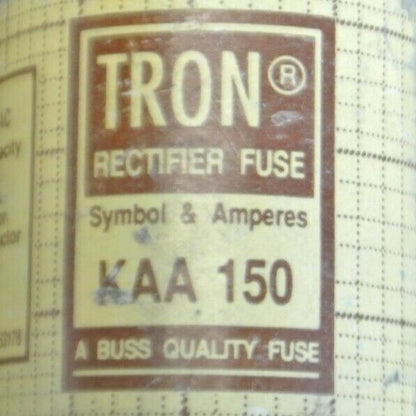 TRON®
RECTIFIER FUSE
Symbol & Amperes
KAA 150
A BUSS QUALITY FUSE